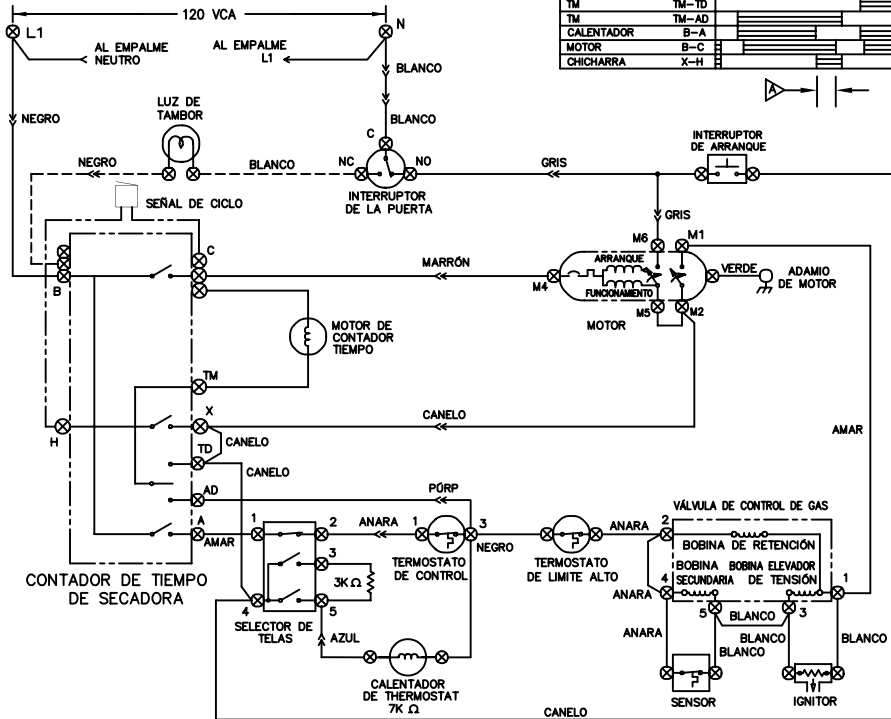 120 VCA
L1
N
AL EMPALME
NEUTRO
AL EMPALME
L1
BLANCO
NEGRO
BLANCO
TM TM-TD
TM TM-AD
CALENTADOR B-A
MOTOR B-C
CHICHARRA X-H
A
LUZ DE
TAMBOR
C
NEGRO
BLANCO
NC
NO
INTERRUPTOR
DE LA PUERTA
GRIS
INTERRUPTOR
DE ARRANQUE
SEÑAL DE CICLO
GRIS
C
B
MARRÓN
M6
M1
ARRANQUE
FUNCIONAMIENTO
M4
M5
M2
MOTOR
VERDE
ADAMIO
DE MOTOR
MOTOR DE
CONTADOR
TIEMPO
TM
X
H
CANELO
CANELO
TD
CANELO
AMAR
AD
PÚRP
A
AMAR
1
2
ANARA
1
3
NEGRO
TERMOSTATO
DE CONTROL
TERMOSTATO
DE LIMITE ALTO
ANARA
VÁLVULA DE CONTROL DE GAS
2
BOBINA DE RETENCIÓN
BOBINA
SECUNDARIA
BOBINA ELEVADOR
DE TENSIÓN
4
1
ANARA
5
BLANCO
3
3
3K Ω
4
5
SELECTOR DE
TELAS
CONTADOR DE TIEMPO
DE SECADORA
AZUL
CALENTADOR
DE THERMOSTAT
7K Ω
ANARA
BLANCO
BLANCO
BLANCO
SENSOR
IGNITOR
CANELO